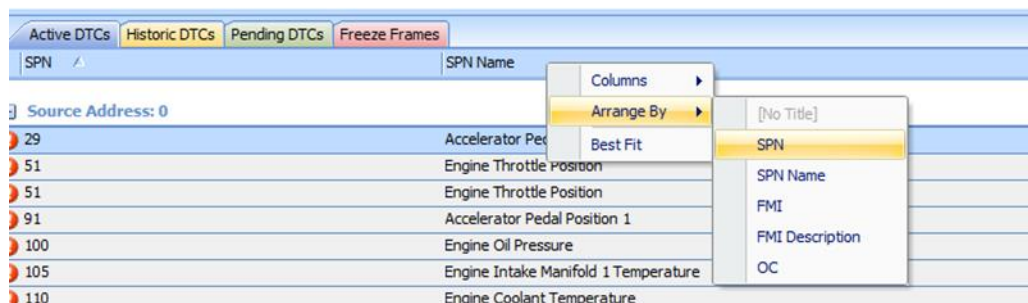 Active DTCs Historic DTCs Pending DTCs Freeze Frames
SPN SPN Name
Columns
Source Address: 0
Arrange By [No Title]
29 Accelerator Ped
Best Fit SPN
51 Engine Throttle Position
SPN Name
51 Engine Throttle Position
FMI
91 Accelerator Pedal Position 1
FMI Description
100 Engine Oil Pressure
OC
105 Engine Intake Manifold 1 Temperature
110 Engine Coolant Temperature